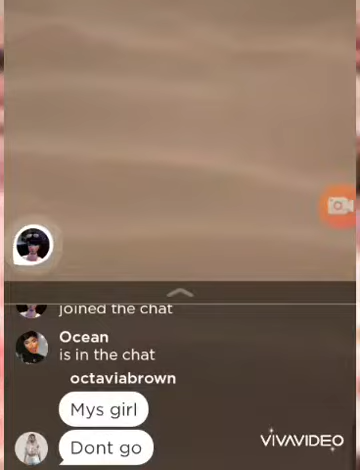 joined the chat
Ocean
is in the chat
octaviabrown
Mys girl
Dont go
VIVAVIDEO